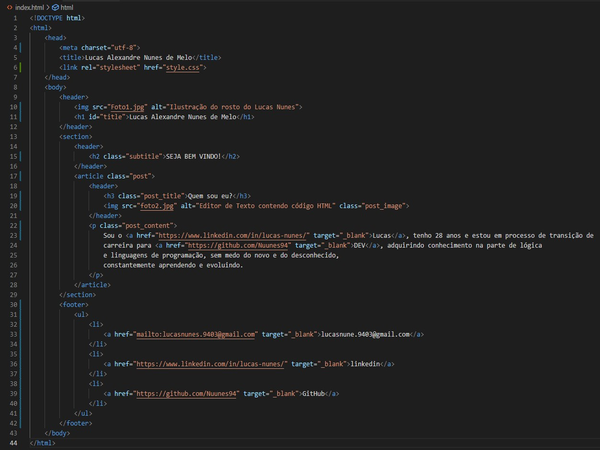 index.html > html
1 <!DOCTYPE html>
2 <html>
3 <head>
4 <meta charset="utf-8">
5 <title>Lucas Alexandre Nunes de Melo</title>
6 <link rel="stylesheet" href="style.css">
7 </head>
8 <body>
9 <header>
10 <img src="Foto1.jpg" alt="Ilustração do rosto do Lucas Nunes">
11 <h1 id="title">Lucas Alexandre Nunes de Melo</h1>
12 </header>
13 <section>
14 <header>
15 <h2 class="subtitle">SEJA BEM VINDO!</h2>
16 </header>
17 <article class="post">
18 <header>
19 <h3 class="post_title">Quem sou eu?</h3>
20 <img src="foto2.jpg" alt="Editor de Texto contendo código HTML" class="post_image">
21 </header>
22 <p class="post_content">
23 Sou o <a href="https://www.linkedin.com/in/lucas-nunes/" target="_blank">Lucas</a>, tenho 28 anos e estou em processo de transição de
24 carreira para <a href="https://github.com/Nuunes94" target="_blank">DEV</a>, adquirindo conhecimento na parte de lógica
25 e linguagens de programação, sem medo do novo e do desconhecido,
26 constantemente aprendendo e evoluindo.
27 </p>
28 </article>
29 </section>
30 <footer>
31 <ul>
32 <li>
33 <a href="mailto:lucasnunes.9403@gmail.com" target="_blank">lucasnune.9403@gmail.com</a>
34 </li>
35 <li>
36 <a href="https://www.linkedin.com/in/lucas-nunes/" target="_blank">linkedin</a>
37 </li>
38 <li>
39 <a href="https://github.com/Nuunes94" target="_blank">GitHub</a>
40 </li>
41 </ul>
42 </footer>
43 </body>
44 </html>